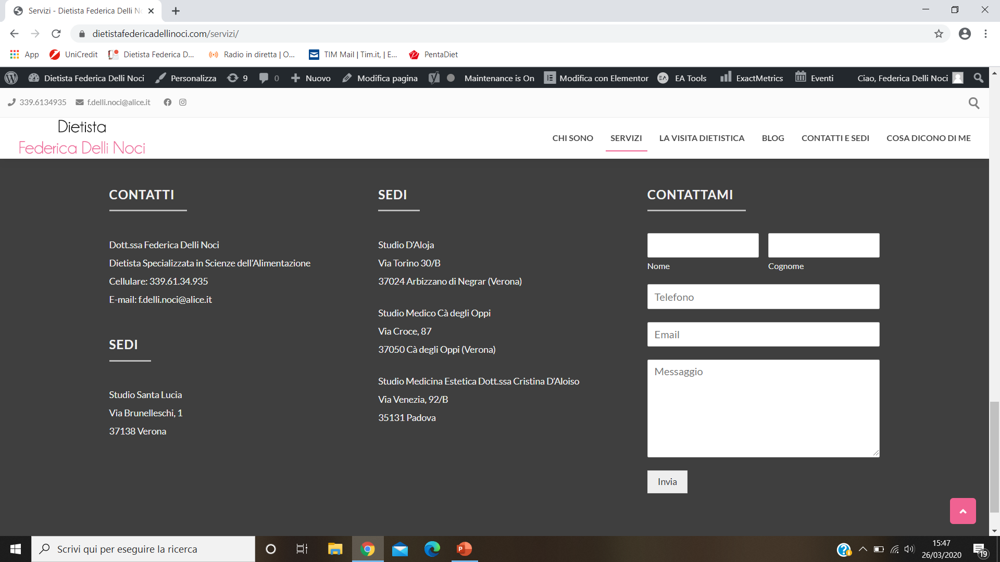 Servizi - Dietista Federica Delli N
dietistafedericadellinoci.com/servizi/
App
UniCredit
Dietista Federica D...
Radio in diretta | O...
TIM Mail | Tim.it, | E...
PentaDiet
Dietista Federica Delli Noci
Personalizza
9
0
Nuovo
Modifica pagina
Maintenance is On
Modifica con Elementor
EA Tools
ExactMetrics
Eventi
Ciao, Federica Delli Noci
339.6134935
f.delli.noci@alice.it
Dietista
Federica Delli Noci
CHI SONO
SERVIZI
LA VISITA DIETISTICA
BLOG
CONTATTI E SEDI
COSA DICONO DI ME
CONTATTI
Dott.ssa Federica Delli Noci
Dietista Specializzata in Scienze dell’Alimentazione
Cellulare: 339.61.34.935
E-mail: f.delli.noci@alice.it
SEDI
Studio Santa Lucia
Via Brunelleschi, 1
37138 Verona
SEDI
Studio D’Aloja
Via Torino 30/B
37024 Arbizzano di Negrar (Verona)
Studio Medico Cà degli Oppi
Via Croce, 87
37050 Cà degli Oppi (Verona)
Studio Medicina Estetica Dott.ssa Cristina D’Aloiso
Via Venezia, 92/B
35131 Padova
CONTATTAMI
Nome
Cognome
Telefono
Email
Messaggio
Invia
Scrivi qui per eseguire la ricerca
15:47
26/03/2020
19